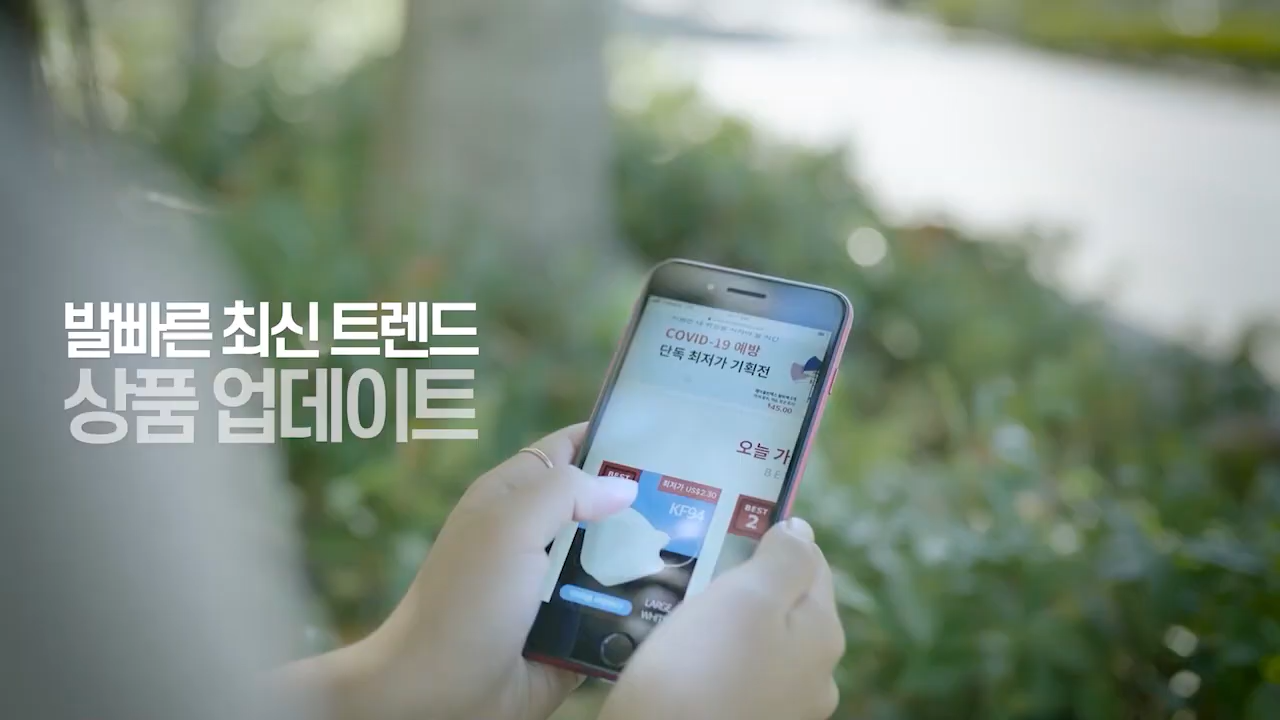 발빠른 최신 트렌드
상품 업데이트
COVID-19 예방
단독 최저가 기획전
$45.00
오늘 가
BE
BEST
최저가 US$2.30
KF94
BEST
2
LARGE
WHIT